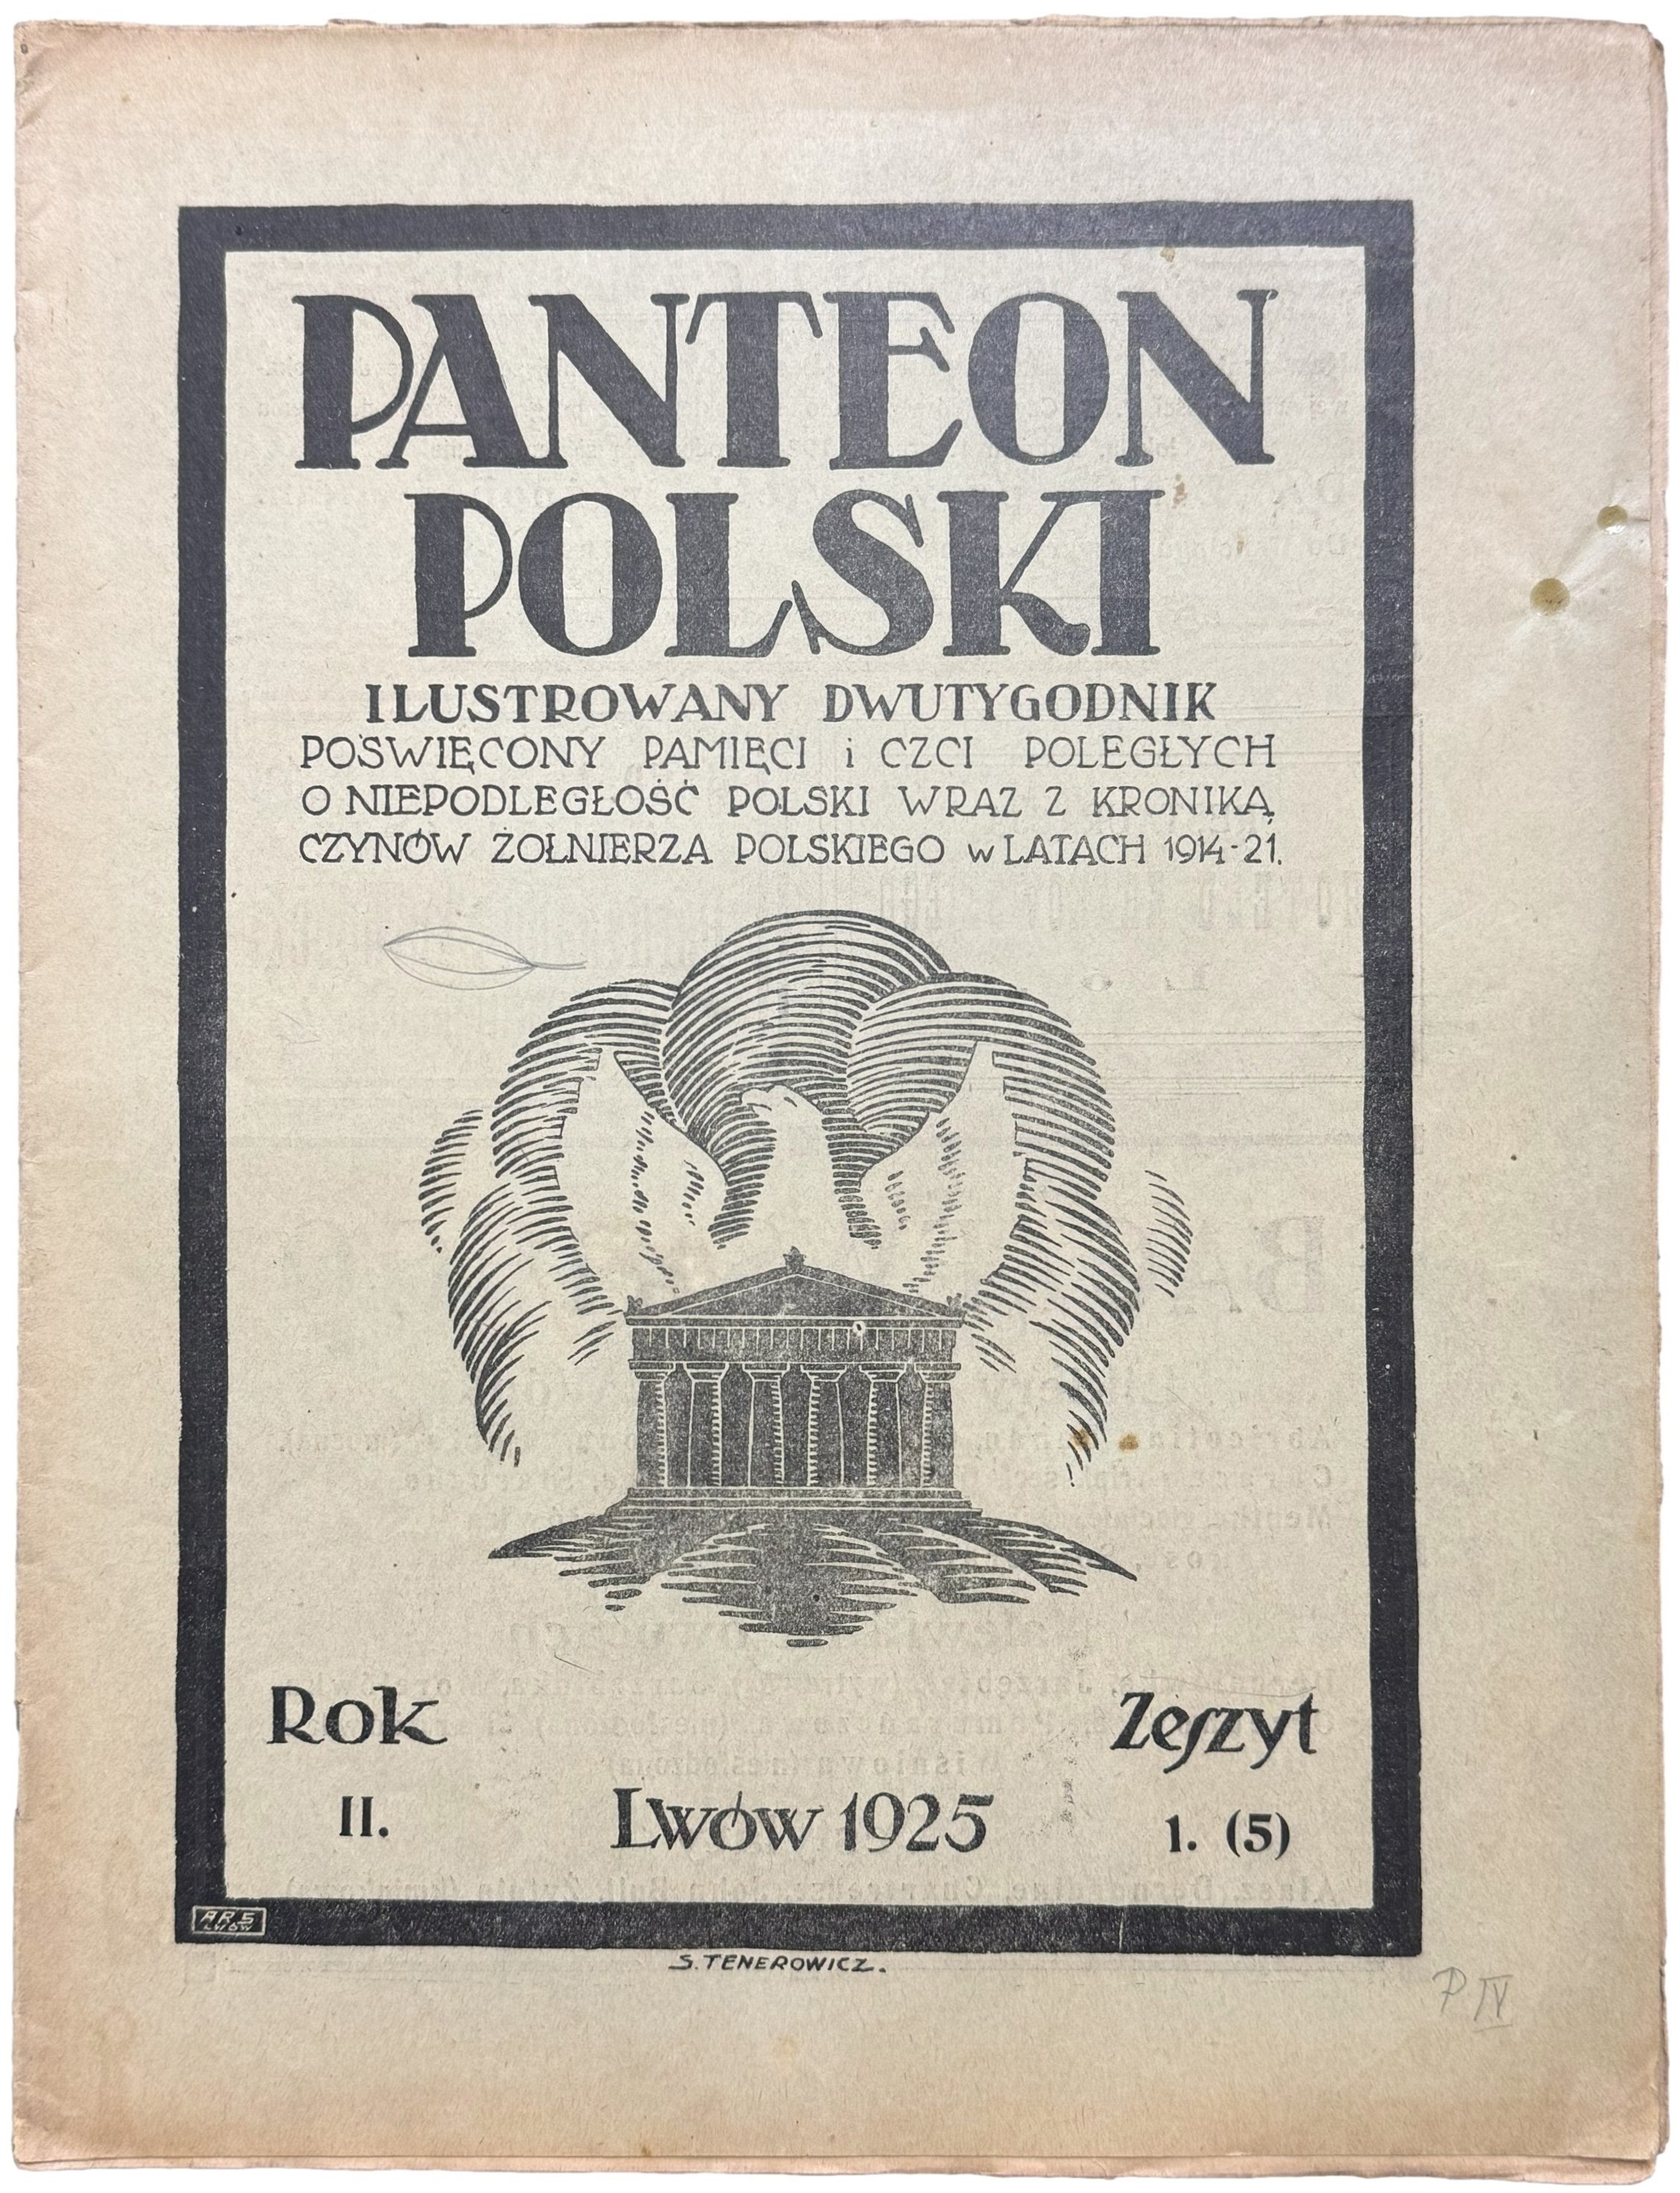 PANTEON
POLSKI
ILUSTROWANY DWUTYGODNIK
POŚWIĘCONY PAMIĘCI i CZCI POLEGŁYCH
O NIEPODLEGŁOŚĆ POLSKI WRAZ Z KRONIKĄ
CZYNÓW ŻOŁNIERZA POLSKIEGO w LATACH 1914-21.
Rok
II.
Lwów 1925
Zeszyt
1. (5)
ARS
LWÓW
S. TENEROWICZ.
P IV